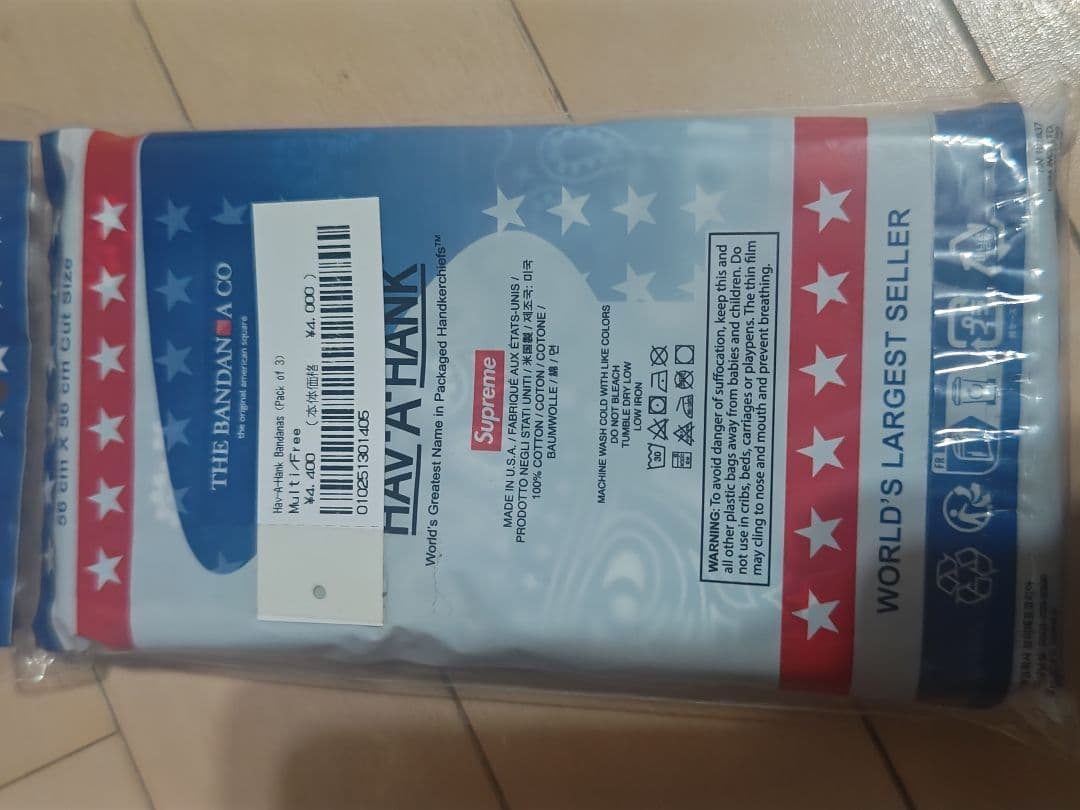 56 cm X 56 cm Cut Size
THE BANDANA CO
the original american square
Hav-A-Hank Bandanas (Pack of 3)
Multi/Free
¥4.400 (本体価格 ¥4.000)
010251301405
HAV-A-HANK
World's Greatest Name in Packaged Handkerchiefs™
Supreme
MADE IN U.S.A. / FABRIQUÉ AUX ÉTATS-UNIS /
PRODOTTO NEGLI STATI UNITI / 米国製 / 제조국: 미국
100% COTTON / COTON / COTONE /
BAUMWOLLE / 綿 / 면
MACHINE WASH COLD WITH LIKE COLORS
DO NOT BLEACH
TUMBLE DRY LOW
LOW IRON
30
WARNING: To avoid danger of suffocation, keep this and
all other plastic bags away from babies and children. Do
not use in cribs, beds, carriages or playpens. The thin film
may cling to nose and mouth and prevent breathing.
WORLD'S LARGEST SELLER
FR